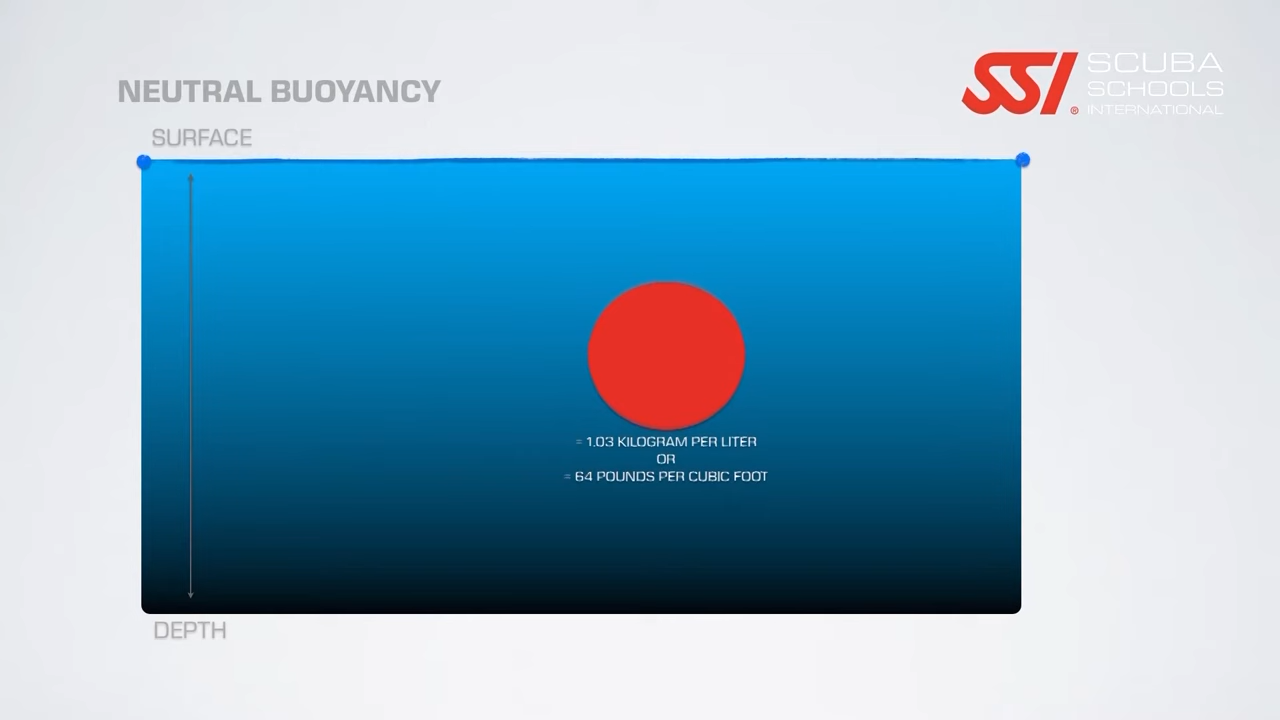 NEUTRAL BUOYANCY
SSI®
SCUBA
SCHOOLS
INTERNATIONAL
SURFACE
= 1.03 KILOGRAM PER LITER
OR
= 64 POUNDS PER CUBIC FOOT
DEPTH